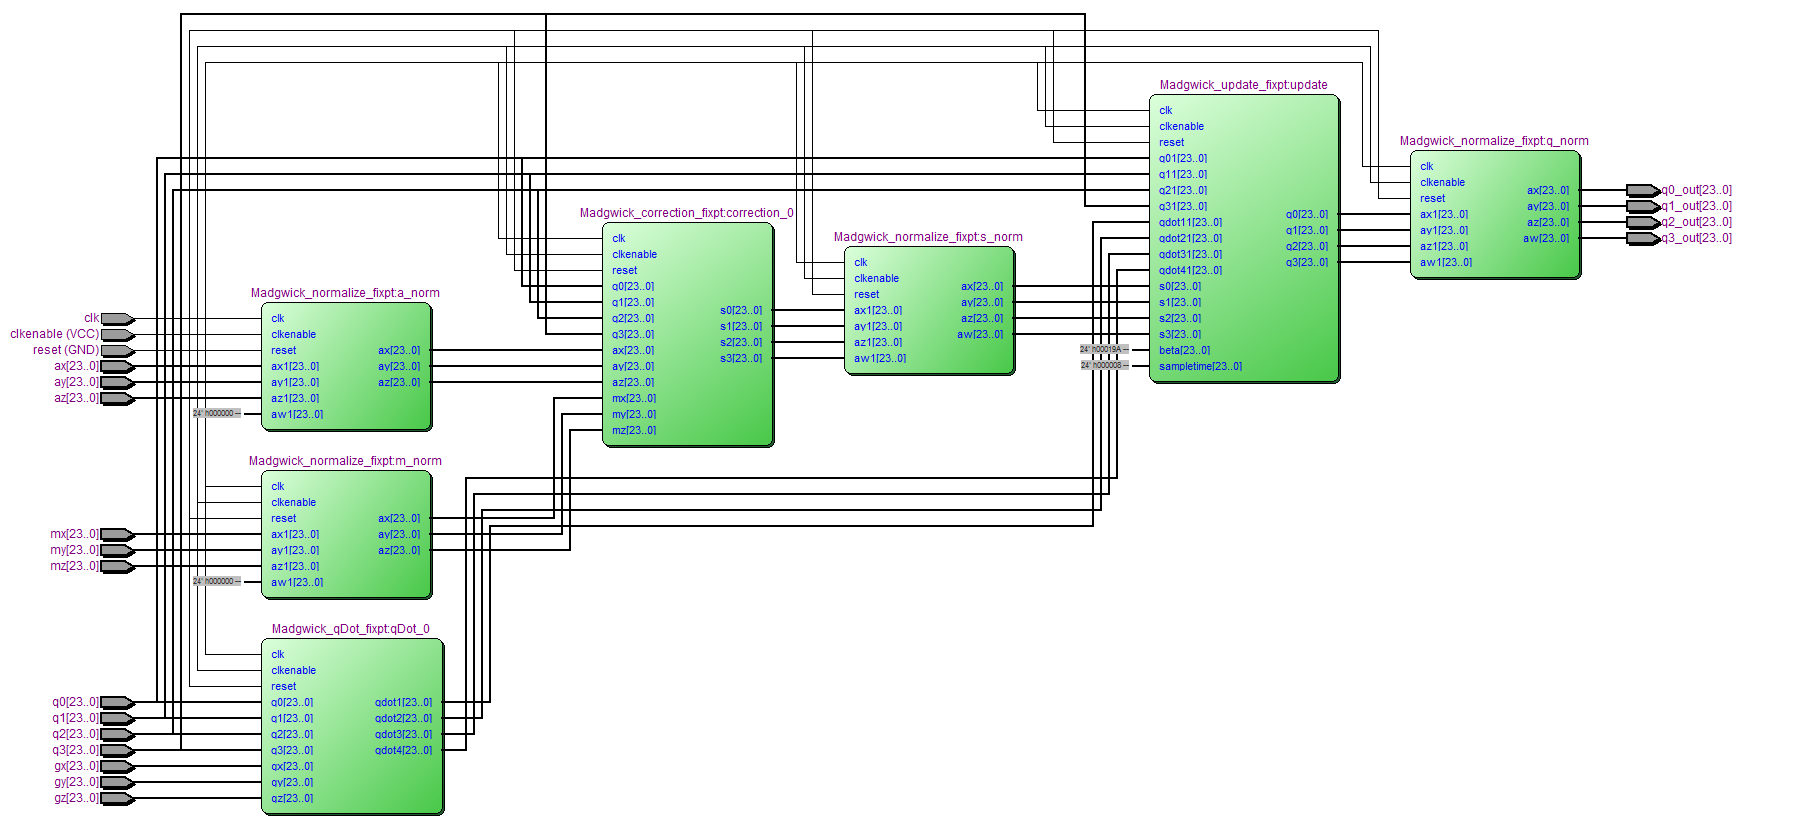 Madgwick_update_fixpt:update
clk
clkenable
reset
q01[23..0]
q11[23..0]
q21[23..0]
q31[23..0]
qdot11[23..0]
qdot21[23..0]
qdot31[23..0]
qdot41[23..0]
s0[23..0]
s1[23..0]
s2[23..0]
s3[23..0]
24' h00019A
beta[23..0]
24' h000008
sampletime[23..0]
q0[23..0]
q1[23..0]
q2[23..0]
q3[23..0]
Madgwick_normalize_fixpt:q_norm
clk
clkenable
reset
ax1[23..0]
ay1[23..0]
az1[23..0]
aw1[23..0]
ax[23..0]
ay[23..0]
az[23..0]
aw[23..0]
q0_out[23..0]
q1_out[23..0]
q2_out[23..0]
q3_out[23..0]
Madgwick_correction_fixpt:correction_0
clk
clkenable
reset
q0[23..0]
q1[23..0]
q2[23..0]
q3[23..0]
ax[23..0]
ay[23..0]
az[23..0]
mx[23..0]
my[23..0]
mz[23..0]
s0[23..0]
s1[23..0]
s2[23..0]
s3[23..0]
Madgwick_normalize_fixpt:s_norm
clk
clkenable
reset
ax1[23..0]
ay1[23..0]
az1[23..0]
aw1[23..0]
ax[23..0]
ay[23..0]
az[23..0]
aw[23..0]
clk
clkenable (VCC)
reset (GND)
ax[23..0]
ay[23..0]
az[23..0]
Madgwick_normalize_fixpt:a_norm
clk
clkenable
reset
ax1[23..0]
ay1[23..0]
az1[23..0]
24' h000000
aw1[23..0]
ax[23..0]
ay[23..0]
az[23..0]
mx[23..0]
my[23..0]
mz[23..0]
Madgwick_normalize_fixpt:m_norm
clk
clkenable
reset
ax1[23..0]
ay1[23..0]
az1[23..0]
24' h000000
aw1[23..0]
ax[23..0]
ay[23..0]
az[23..0]
q0[23..0]
q1[23..0]
q2[23..0]
q3[23..0]
gx[23..0]
gy[23..0]
gz[23..0]
Madgwick_qDot_fixpt:qDot_0
clk
clkenable
reset
q0[23..0]
q1[23..0]
q2[23..0]
q3[23..0]
gx[23..0]
gy[23..0]
gz[23..0]
qdot1[23..0]
qdot2[23..0]
qdot3[23..0]
qdot4[23..0]